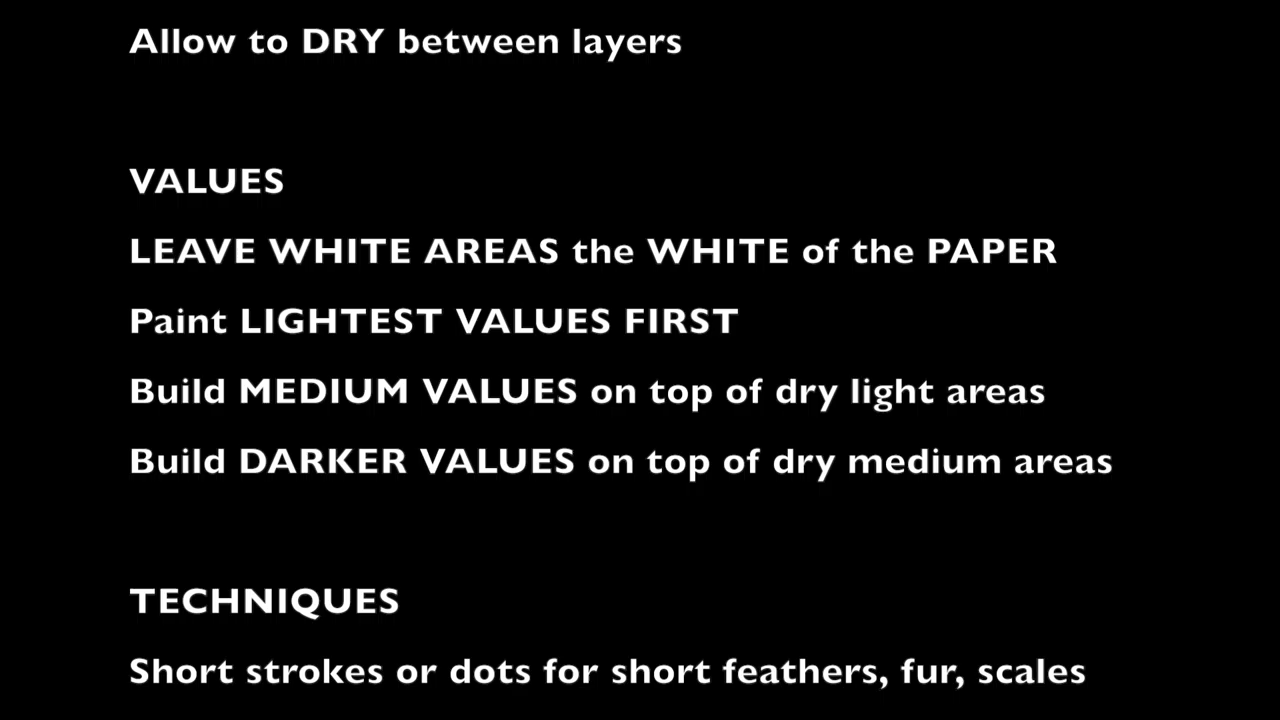 Allow to DRY between layers
VALUES
LEAVE WHITE AREAS the WHITE of the PAPER
Paint LIGHTEST VALUES FIRST
Build MEDIUM VALUES on top of dry light areas
Build DARKER VALUES on top of dry medium areas
TECHNIQUES
Short strokes or dots for short feathers, fur, scales